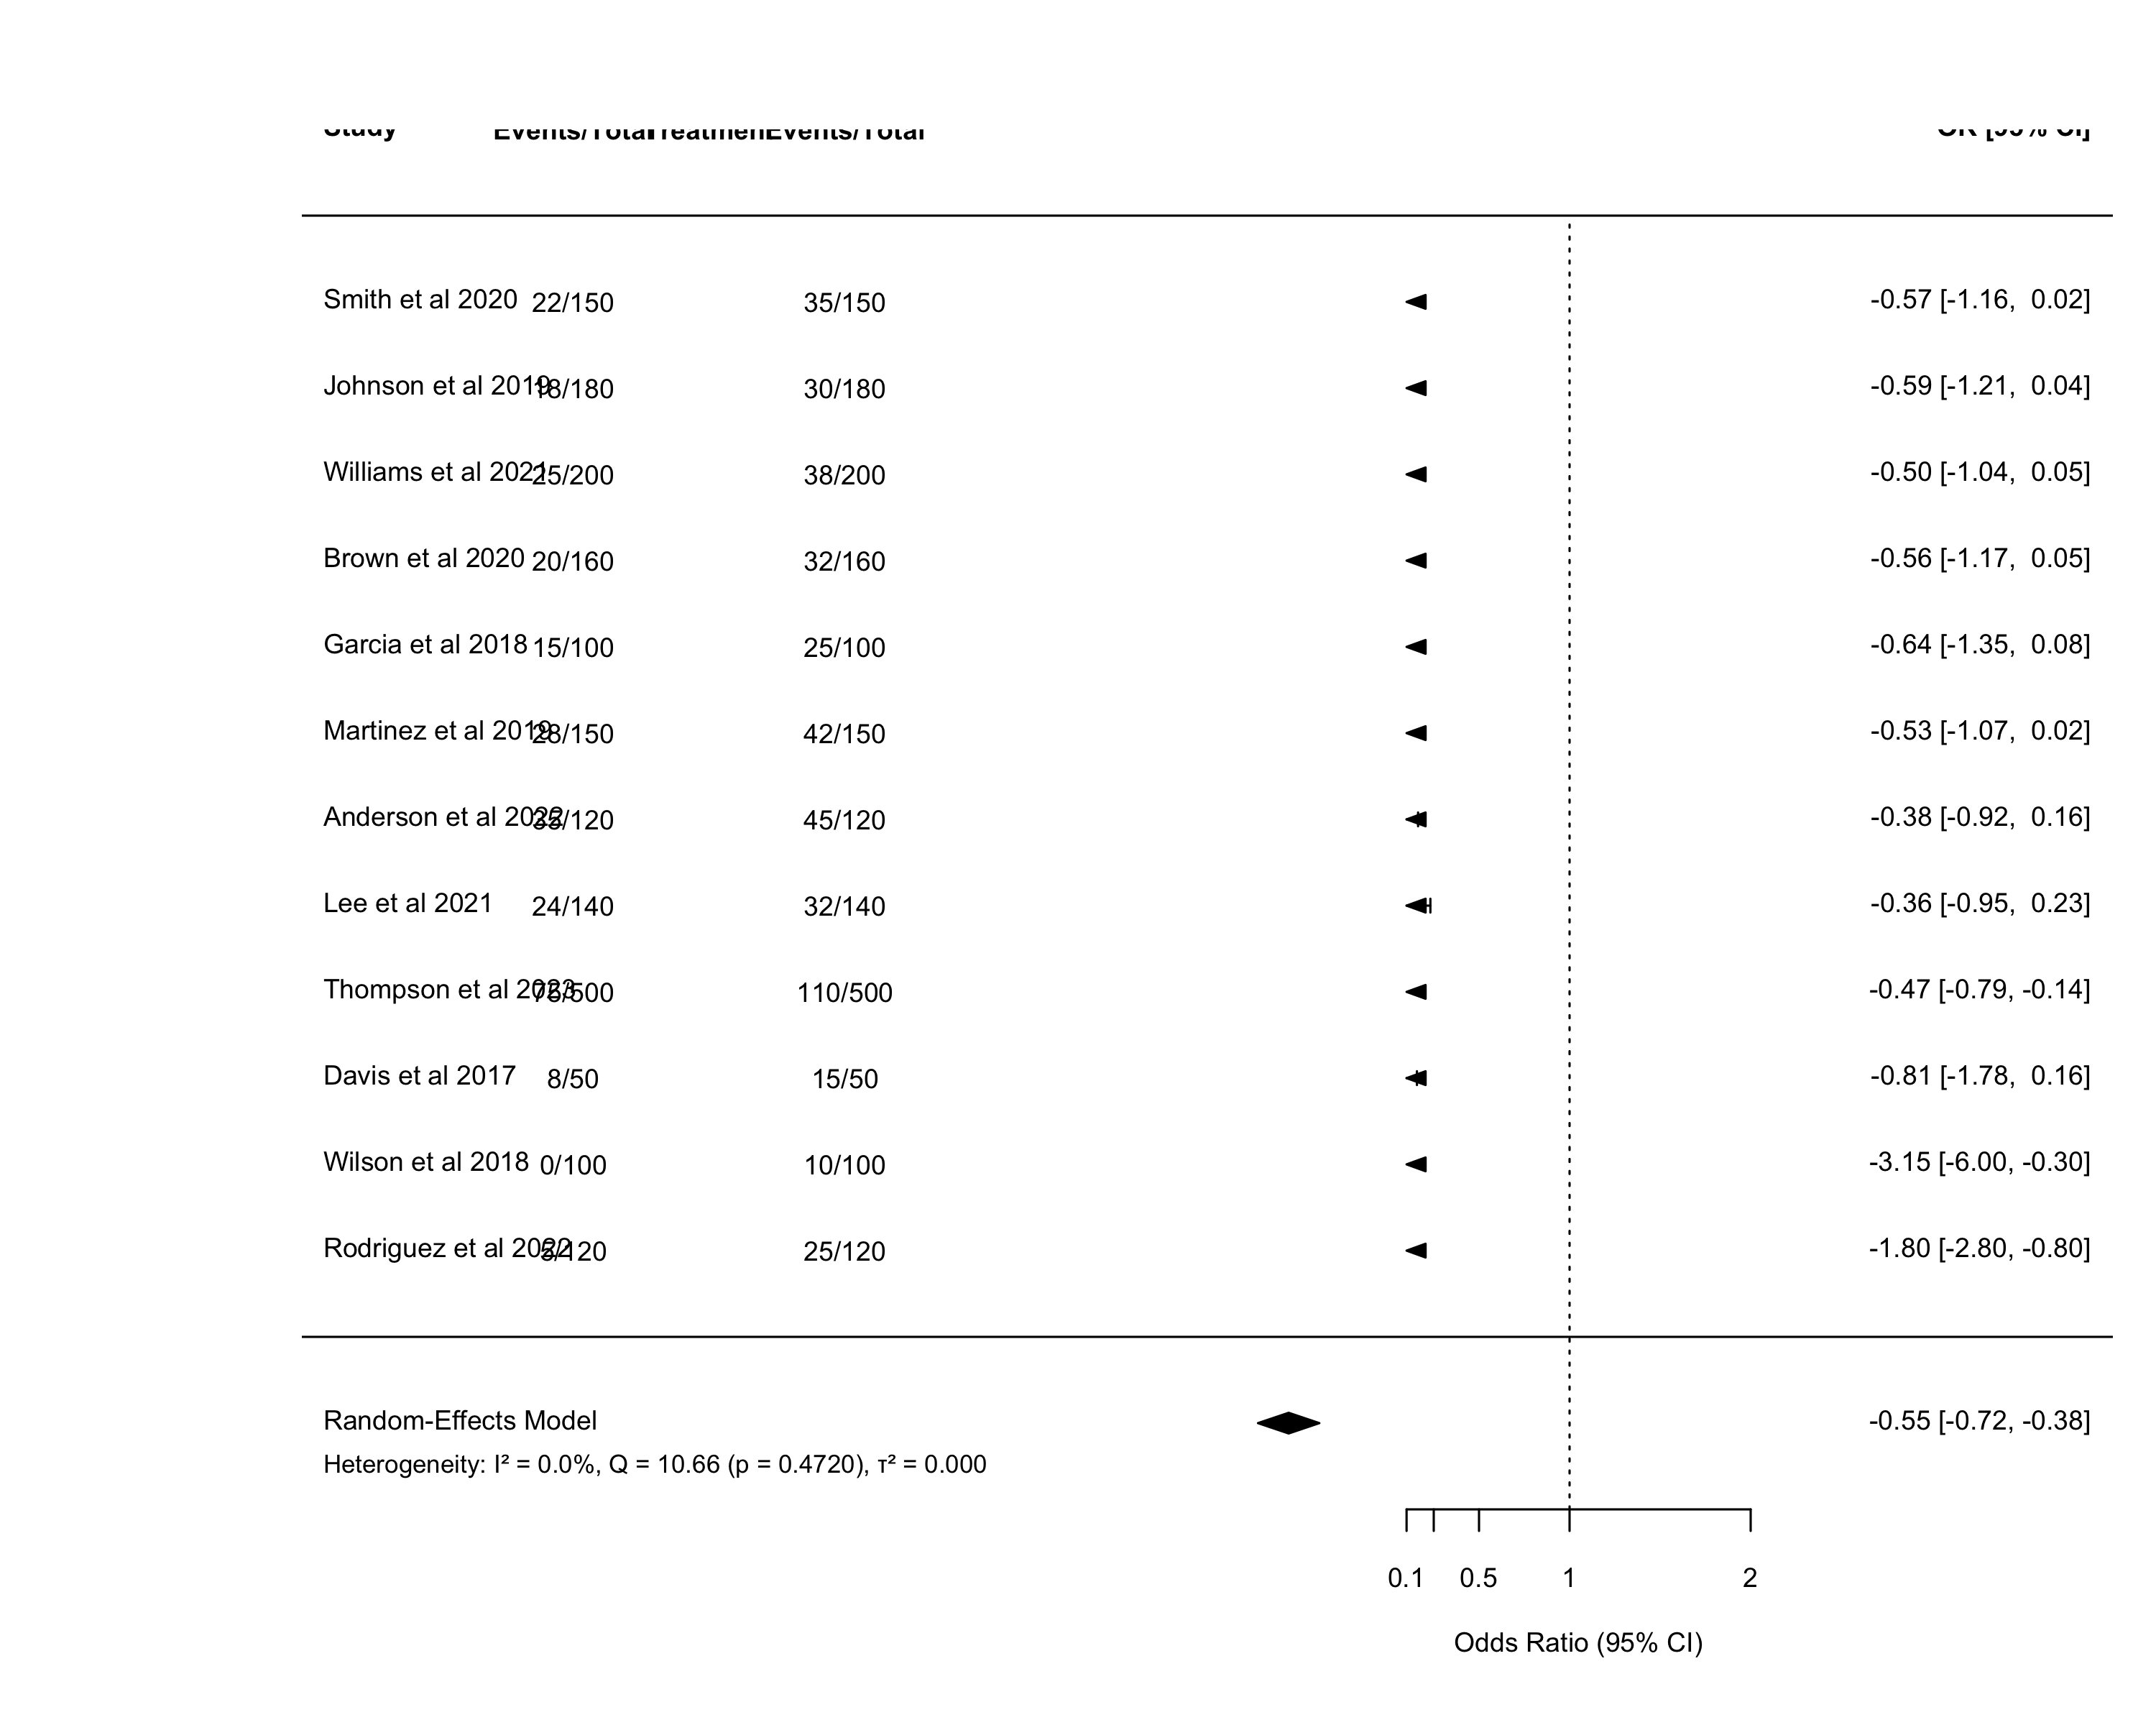 Study Events/Total Treatment Events/Total OR [95% CI]
Smith et al 2020 22/150 35/150 -0.57 [-1.16, 0.02]
Johnson et al 2019 18/180 30/180 -0.59 [-1.21, 0.04]
Williams et al 2021 25/200 38/200 -0.50 [-1.04, 0.05]
Brown et al 2020 20/160 32/160 -0.56 [-1.17, 0.05]
Garcia et al 2018 15/100 25/100 -0.64 [-1.35, 0.08]
Martinez et al 2019 28/150 42/150 -0.53 [-1.07, 0.02]
Anderson et al 2022 35/120 45/120 -0.38 [-0.92, 0.16]
Lee et al 2021 24/140 32/140 -0.36 [-0.95, 0.23]
Thompson et al 2023 75/500 110/500 -0.47 [-0.79, -0.14]
Davis et al 2017 8/50 15/50 -0.81 [-1.78, 0.16]
Wilson et al 2018 0/100 10/100 -3.15 [-6.00, -0.30]
Rodriguez et al 2022 5/120 25/120 -1.80 [-2.80, -0.80]
Random-Effects Model -0.55 [-0.72, -0.38]
Heterogeneity: I² = 0.0%, Q = 10.66 (p = 0.4720), τ² = 0.000
0.1 0.5 1 2
Odds Ratio (95% CI)